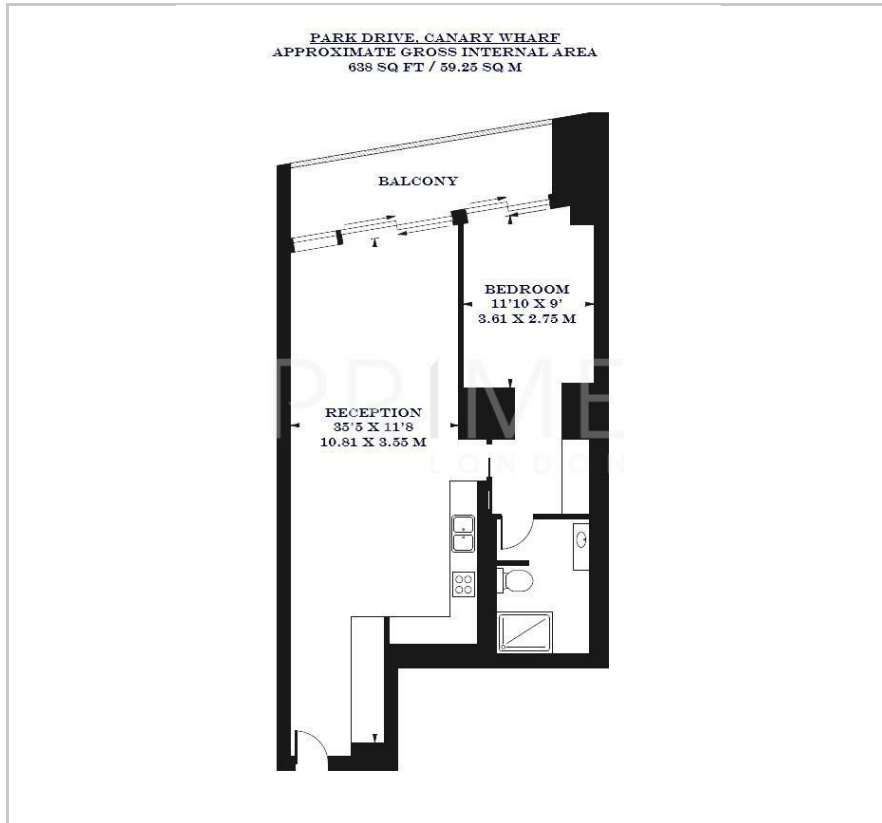 PARK DRIVE, CANARY WHARF
APPROXIMATE GROSS INTERNAL AREA
638 SQ FT / 59.25 SQ M
BALCONY
BEDROOM
11'10 X 9'
3.61 X 2.75 M
PRIME
LONDON
RECEPTION
35'5 X 11'8
10.81 X 3.55 M